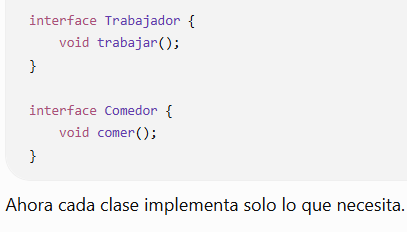 interface Trabajador {
    void trabajar();
}
interface Comedor {
    void comer();
}
Ahora cada clase implementa solo lo que necesita.